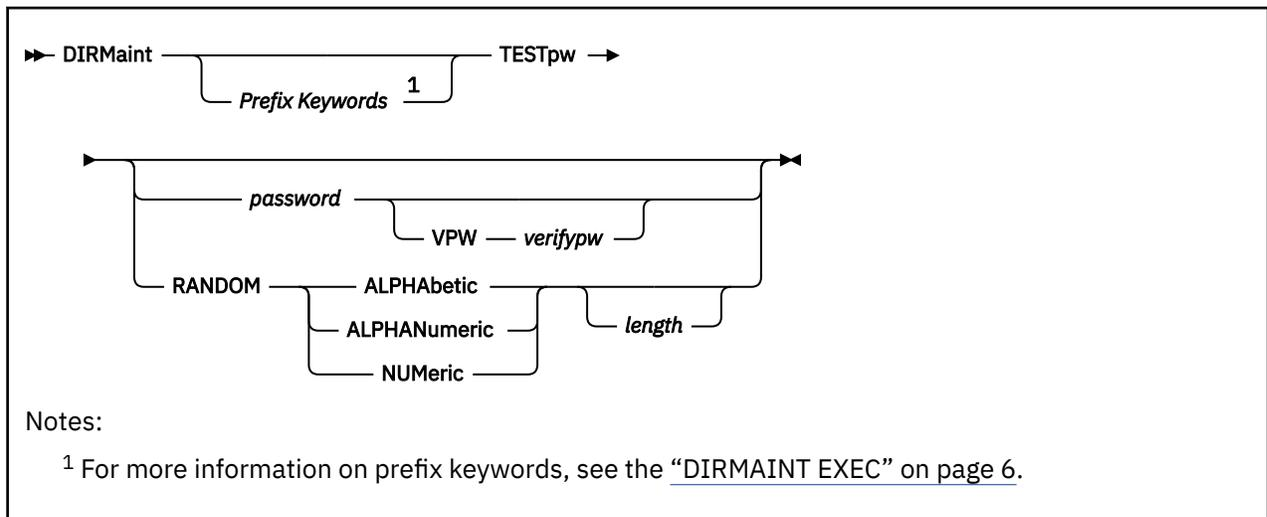 DIRMaint TESTpw
Prefix Keywords 1
password
VPW verifypw
RANDOM ALPHAbetic
length
ALPHANumeric
NUMeric
Notes:
1 For more information on prefix keywords, see the “DIRMAINT EXEC” on page 6.